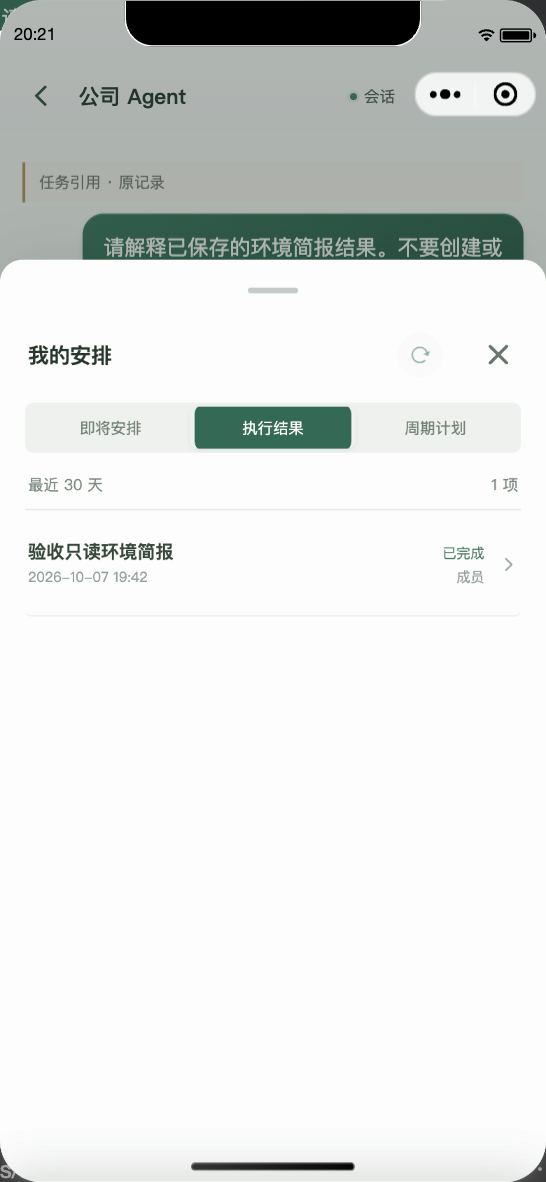 20:21
公司 Agent
会话
任务引用 · 原记录
请解释已保存的环境简报结果。不要创建或
我的安排
即将安排
执行结果
周期计划
最近 30 天
1 项
验收只读环境简报
已完成
2026-10-07 19:42
成员